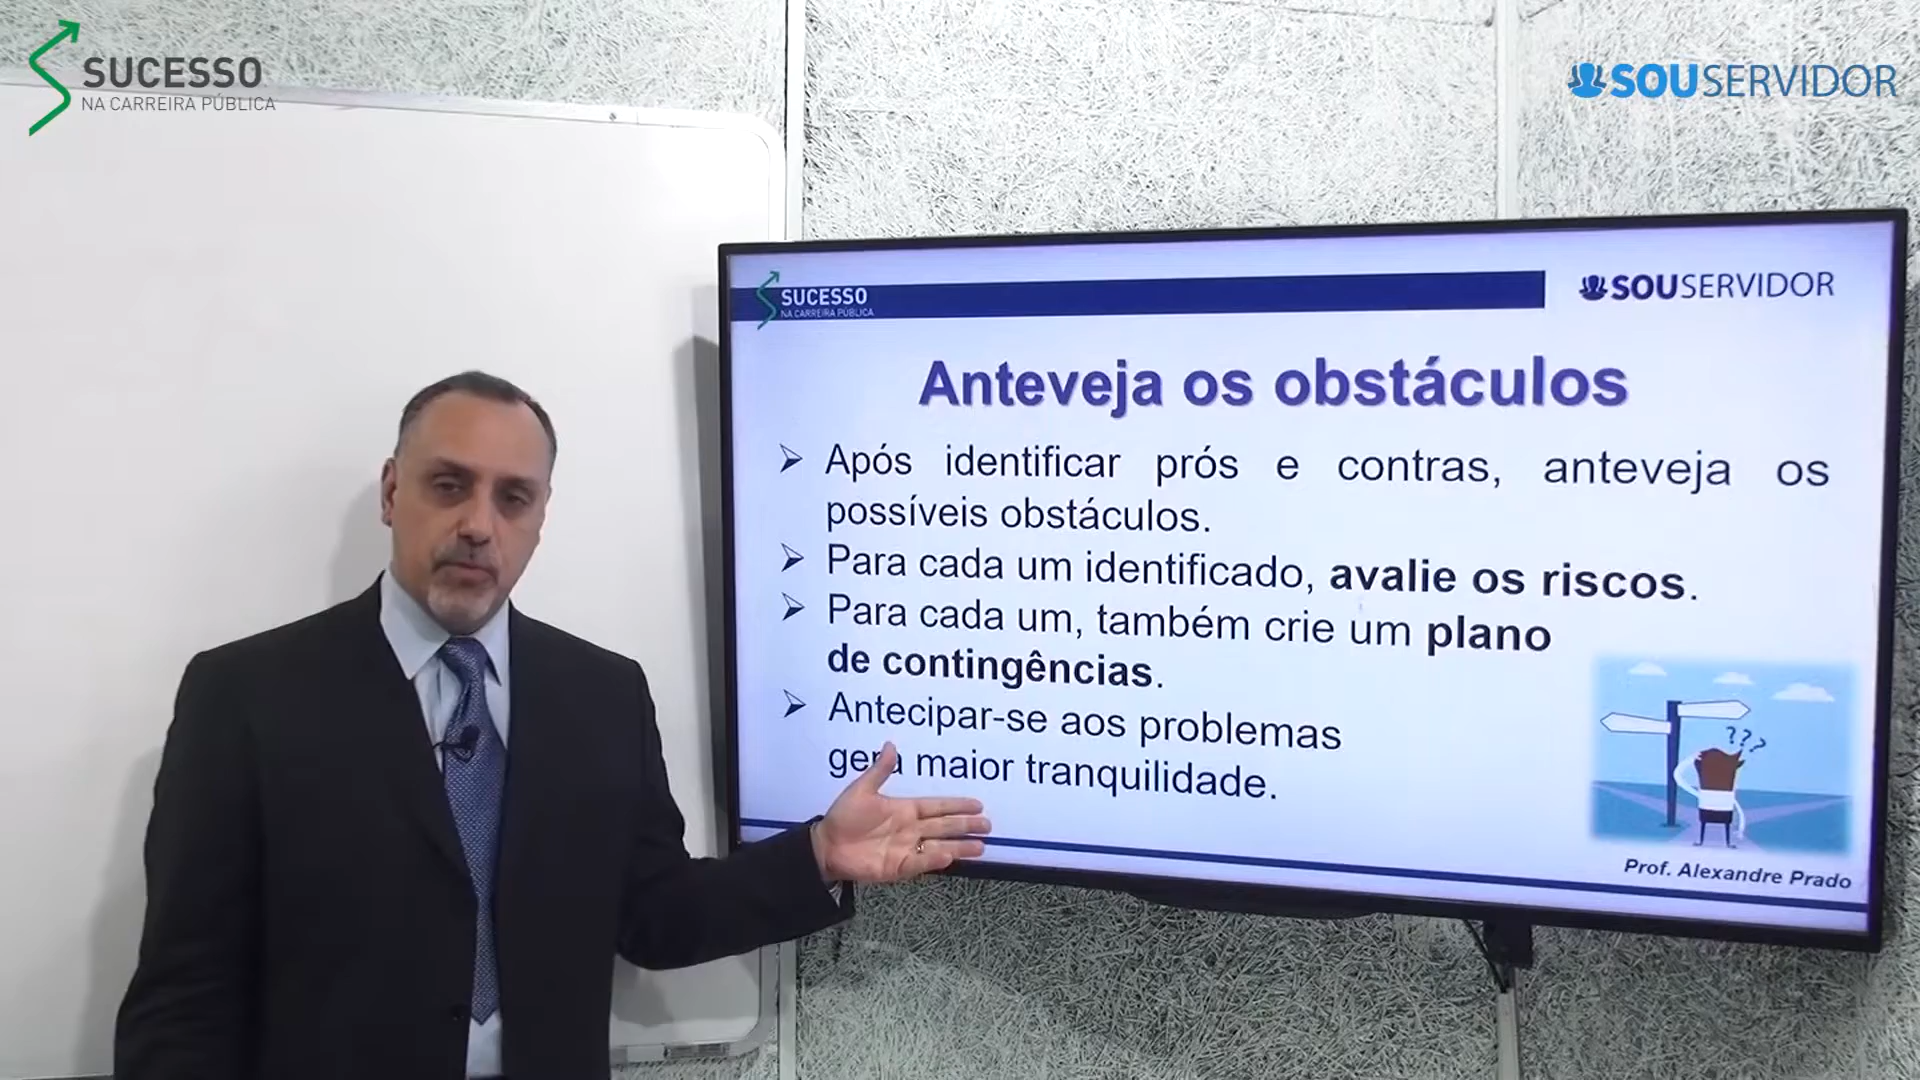 SUCESSO
NA CARREIRA PÚBLICA
SOUSERVIDOR
SUCESSO
NA CARREIRA PÚBLICA
SOUSERVIDOR
Anteveja os obstáculos
Após identificar prós e contras, anteveja os
possíveis obstáculos.
Para cada um identificado, avalie os riscos.
Para cada um, também crie um plano
de contingências.
Antecipar-se aos problemas
gera maior tranquilidade.
???
Prof. Alexandre Prado